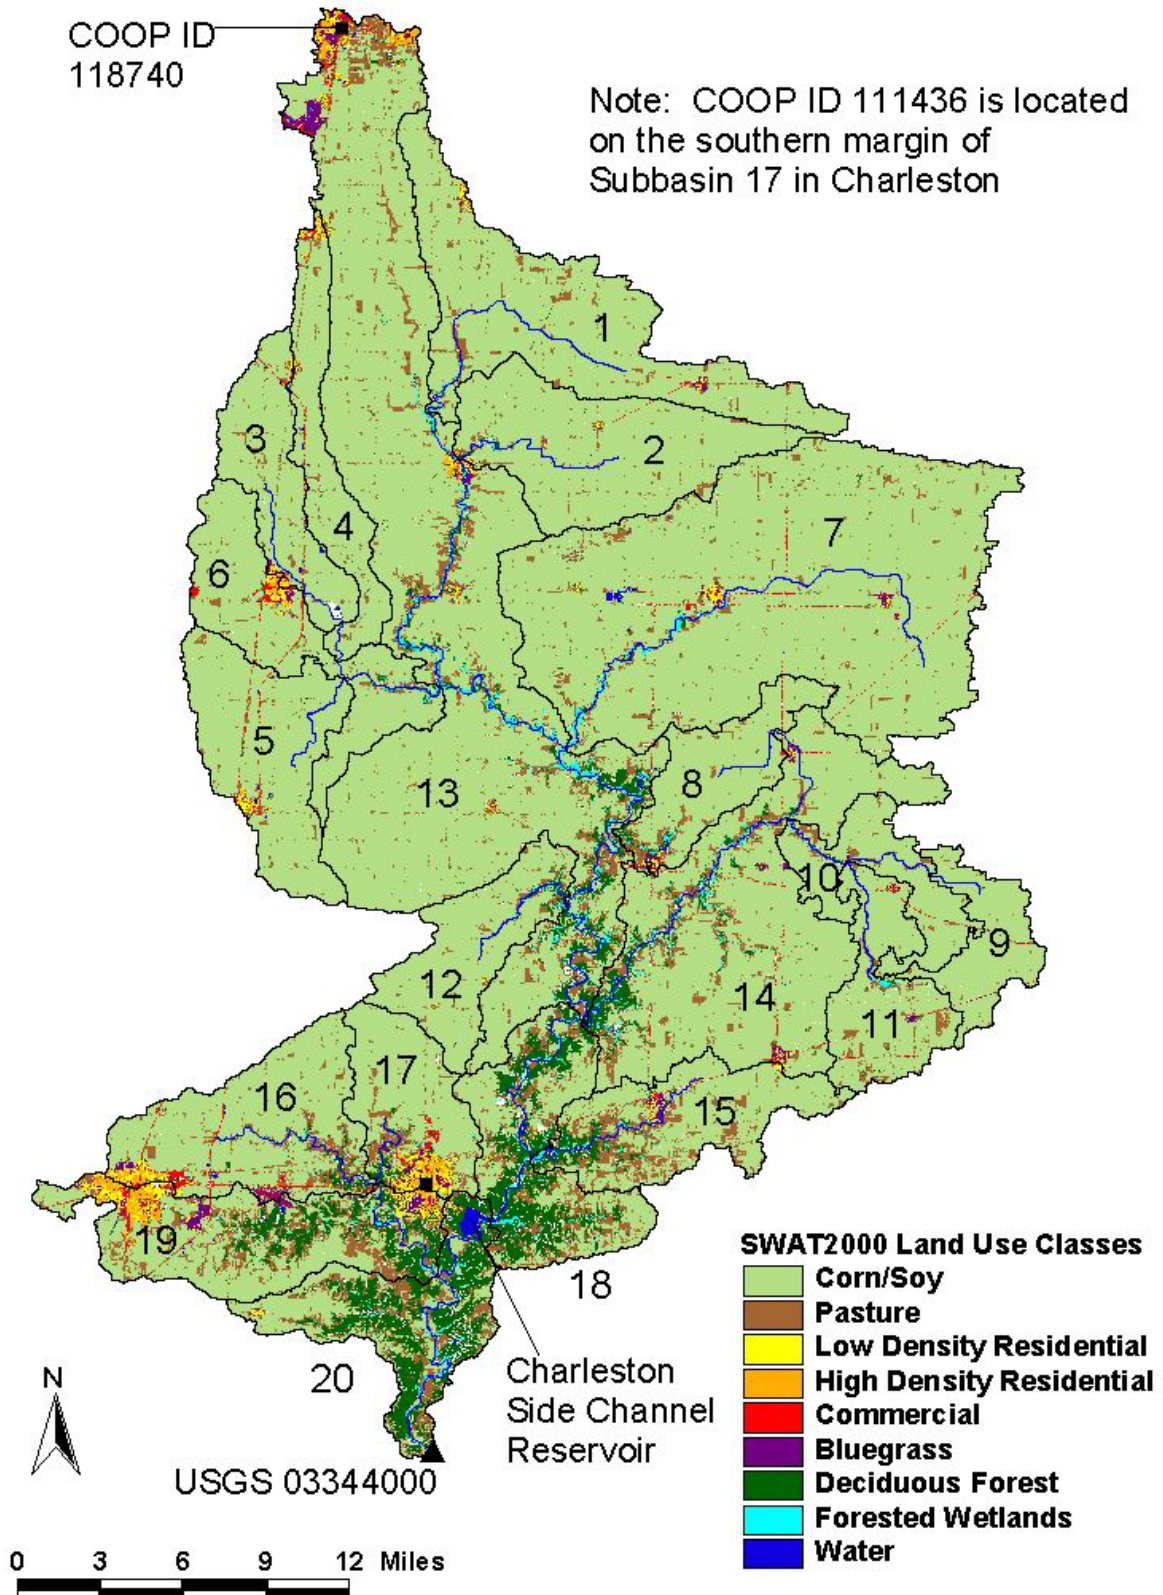 COOP ID
118740
Note:  COOP ID 111436 is located
on the southern margin of
Subbasin 17 in Charleston
1
2
3
4
7
6
5
13
8
10
9
12
14
11
17
16
15
19
18
20
SWAT2000 Land Use Classes
Corn/Soy
Pasture
Low Density Residential
High Density Residential
Commercial
Bluegrass
Deciduous Forest
Forested Wetlands
Water
Charleston
Side Channel
Reservoir
N
USGS 03344000
0 3 6 9 12 Miles